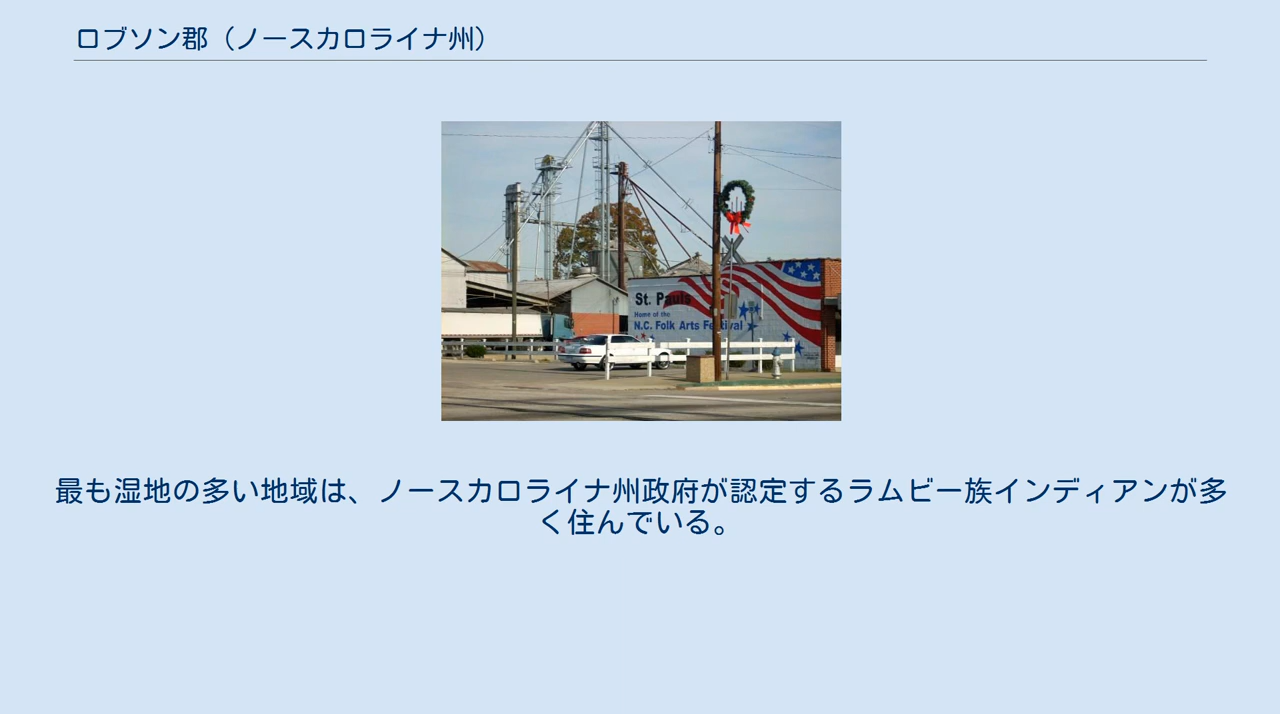 ロブソン郡（ノースカロライナ州）
St. Pauls
Home of the
N.C. Folk Arts Festival
最も湿地の多い地域は、ノースカロライナ州政府が認定するラムビー族インディアンが多
く住んでいる。